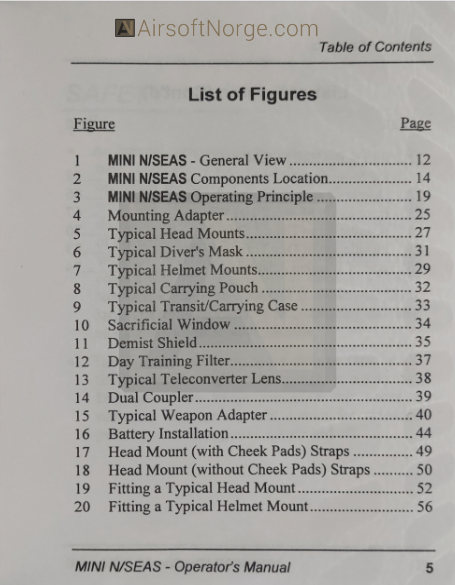 AirsoftNorge.com
Table of Contents
List of Figures
Figure Page
1 MINI N/SEAS - General View ................................ 12
2 MINI N/SEAS Components Location..................... 14
3 MINI N/SEAS Operating Principle ........................ 19
4 Mounting Adapter ................................................ 25
5 Typical Head Mounts............................................ 27
6 Typical Diver's Mask ............................................ 31
7 Typical Helmet Mounts......................................... 29
8 Typical Carrying Pouch ........................................ 32
9 Typical Transit/Carrying Case .............................. 33
10 Sacrificial Window ............................................... 34
11 Demist Shield........................................................ 35
12 Day Training Filter................................................ 37
13 Typical Teleconverter Lens................................... 38
14 Dual Coupler......................................................... 39
15 Typical Weapon Adapter ...................................... 40
16 Battery Installation ................................................ 44
17 Head Mount (with Cheek Pads) Straps ................ 49
18 Head Mount (without Cheek Pads) Straps ........... 50
19 Fitting a Typical Head Mount ............................... 52
20 Fitting a Typical Helmet Mount............................ 56
MINI N/SEAS - Operator's Manual 5